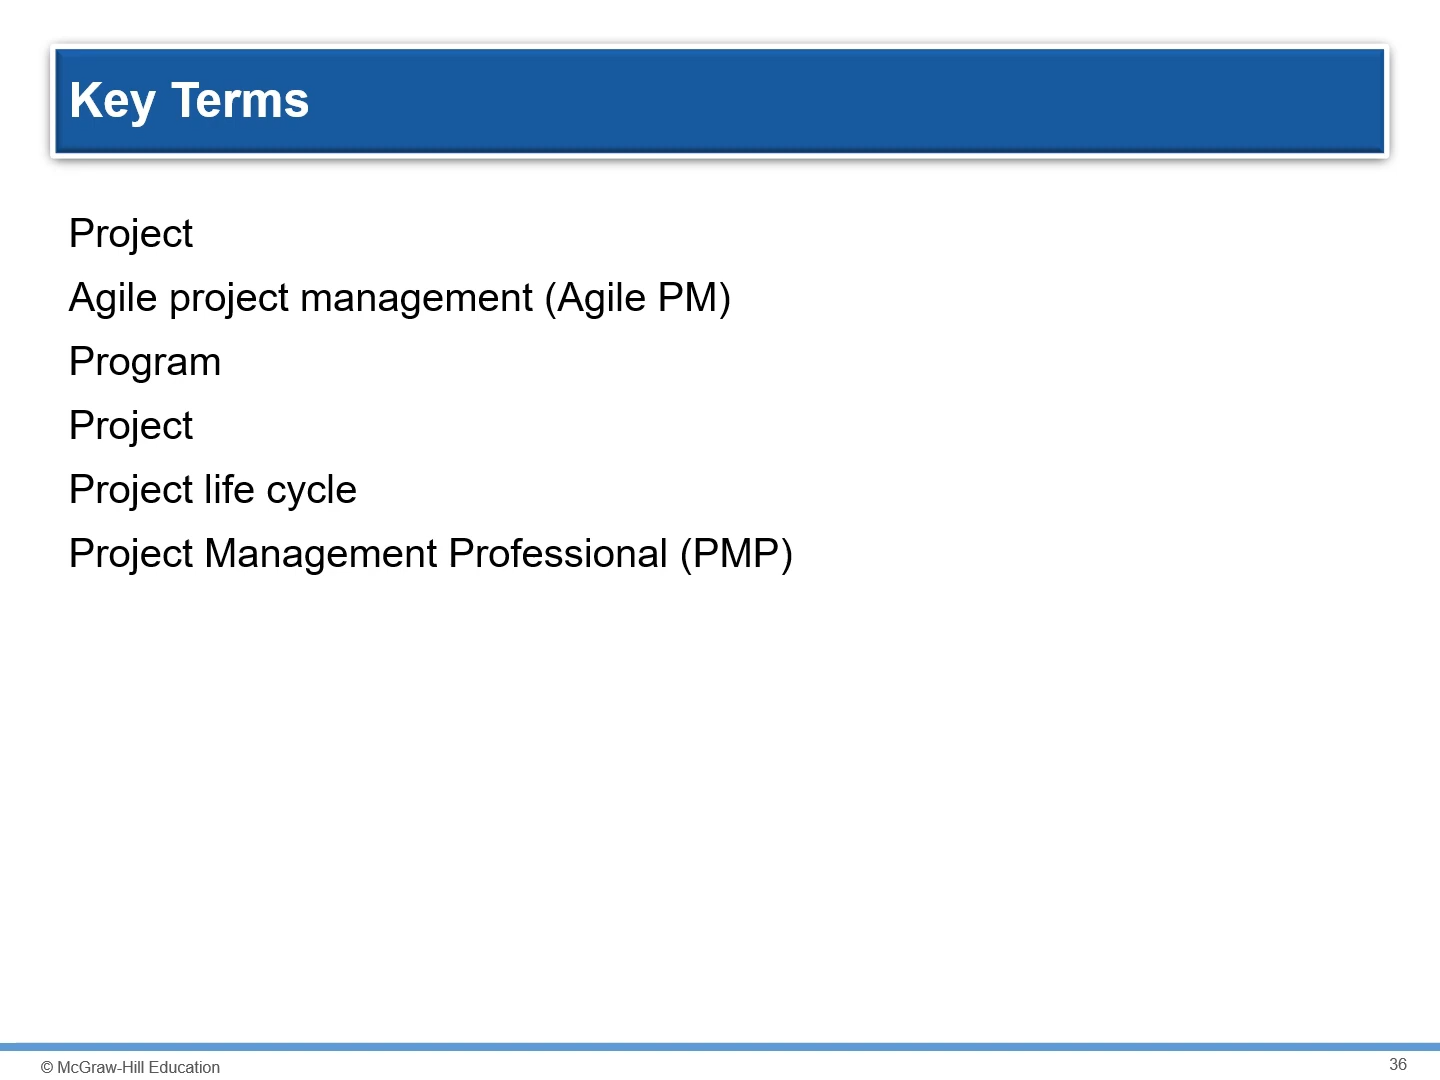 Key Terms
Project
Agile project management (Agile PM)
Program
Project
Project life cycle
Project Management Professional (PMP)
© McGraw-Hill Education
36